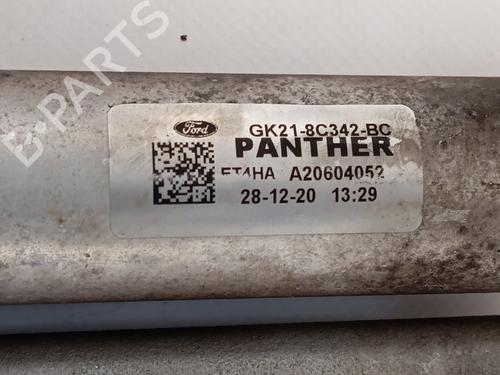 B-PARTS
Ford
GK21-8C342-BC
PANTHER
ET4HA A20604052
28-12-20 13:29